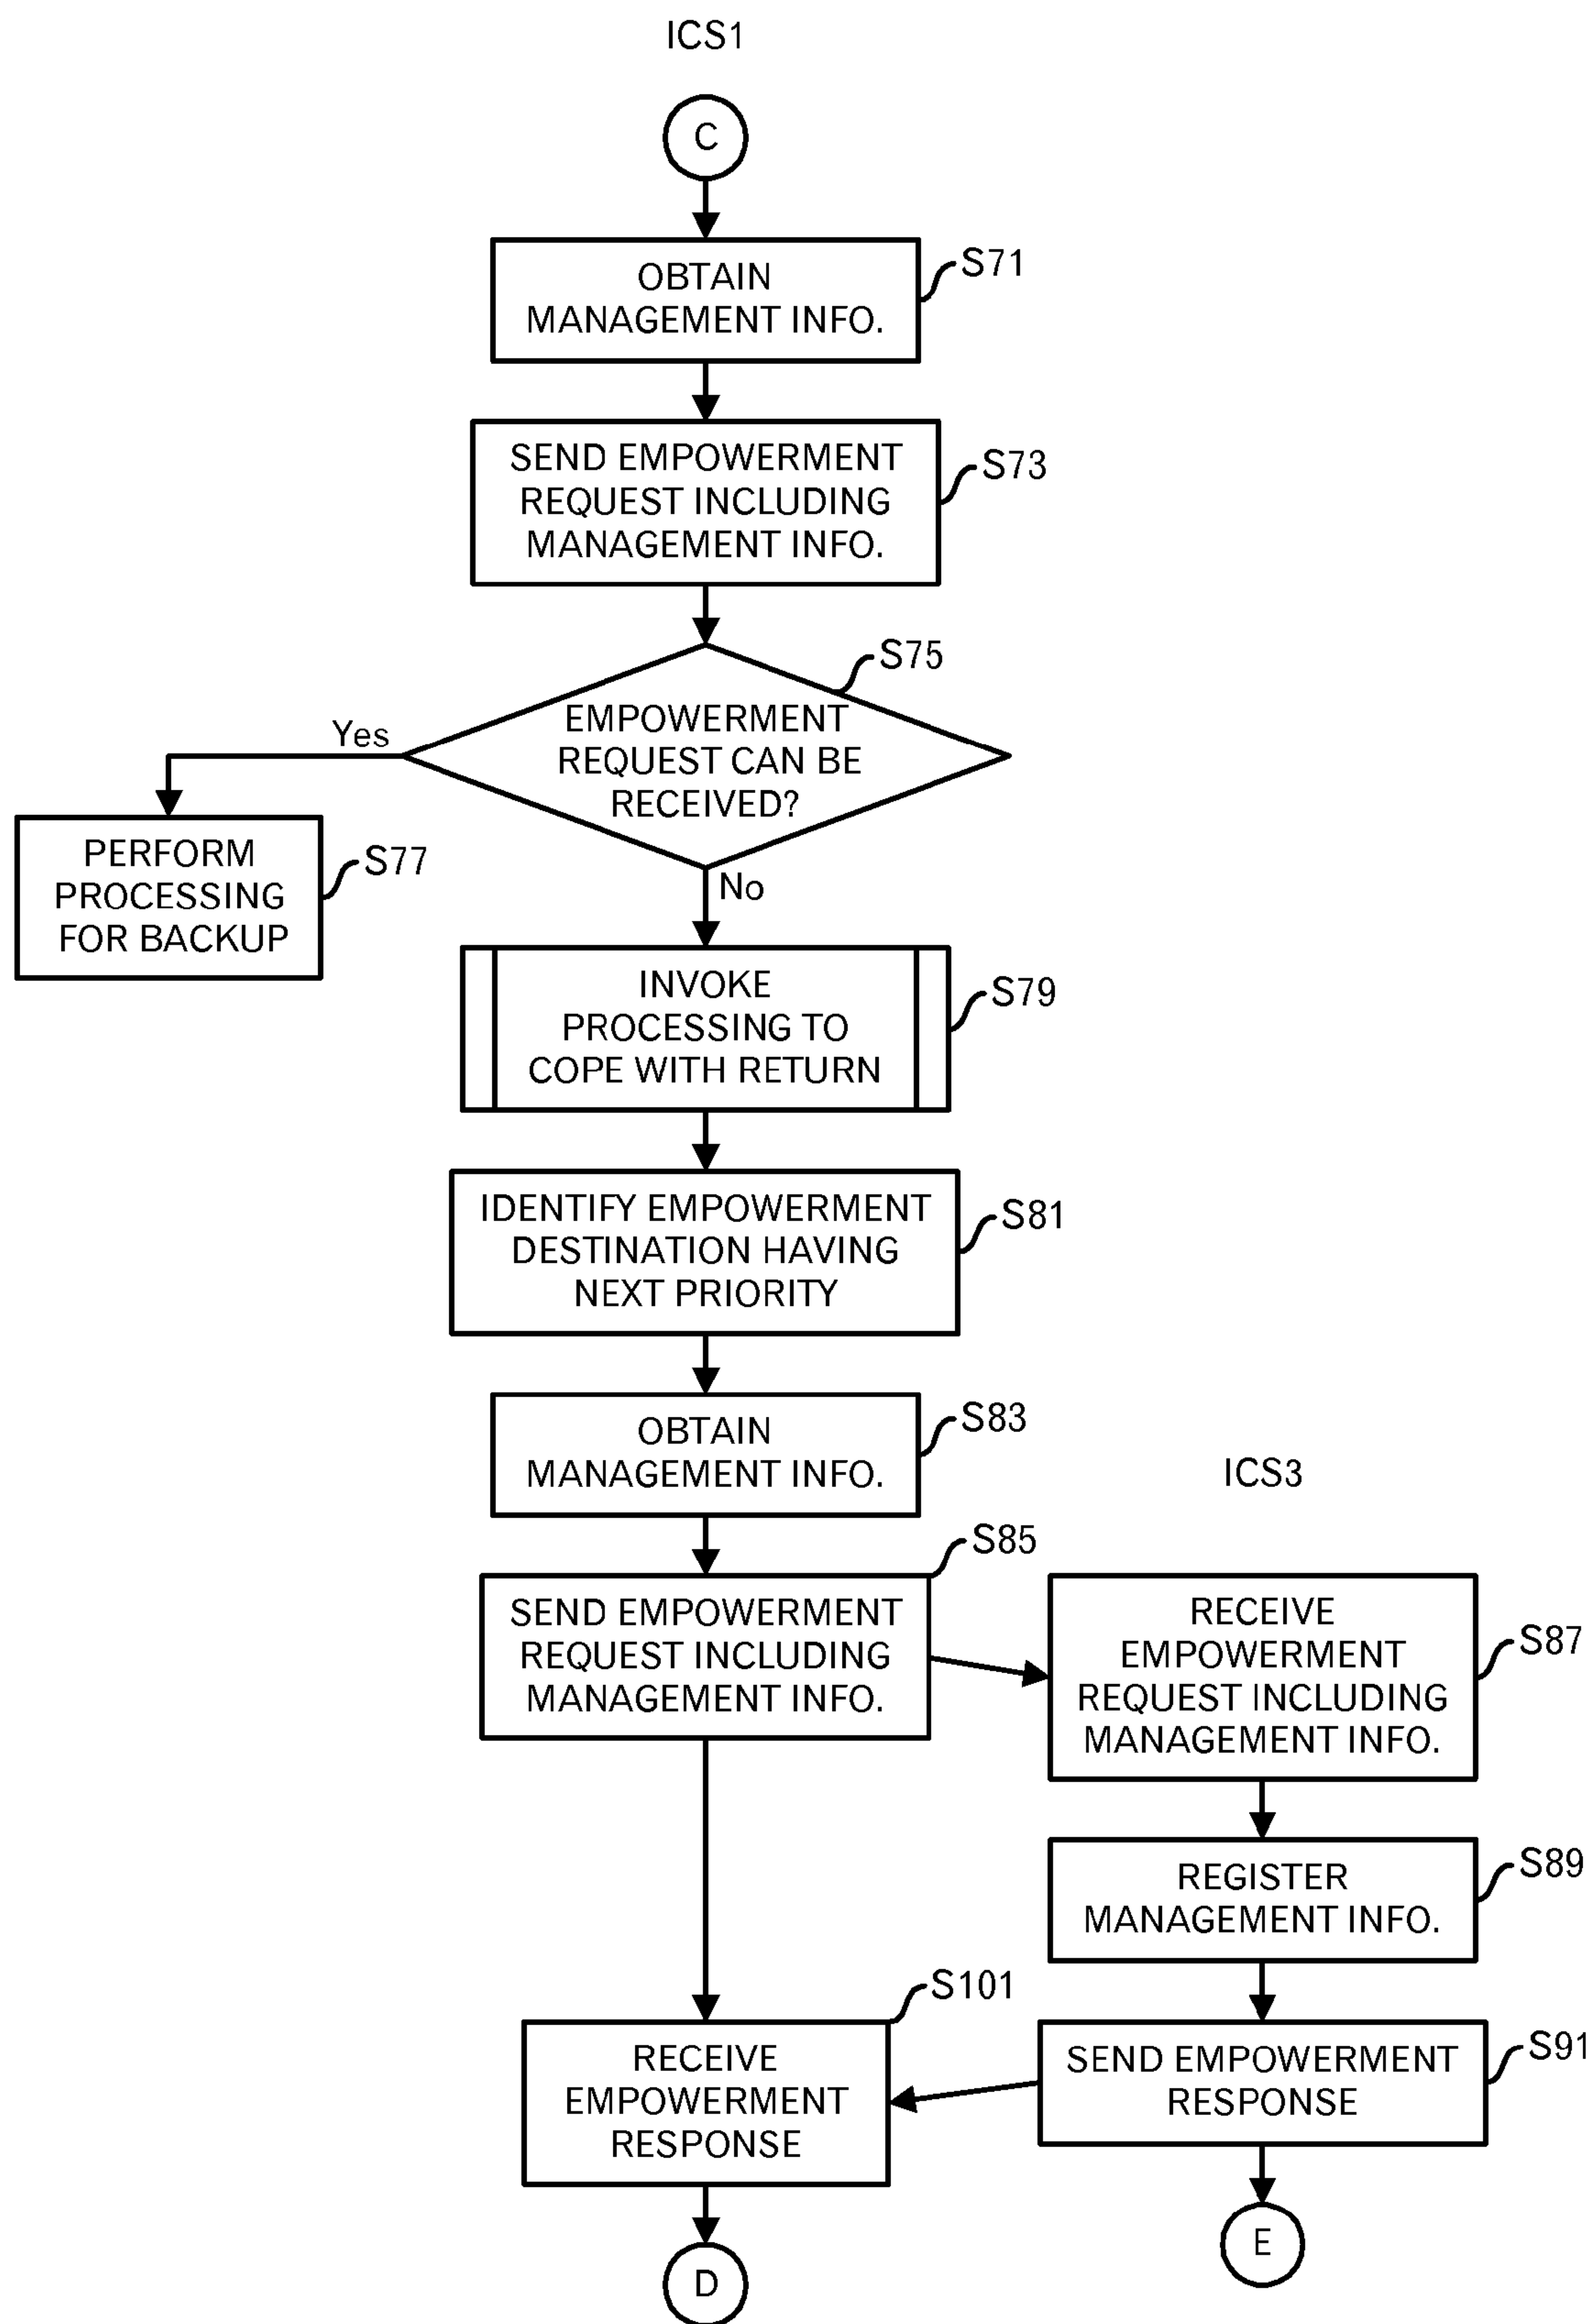 ICS1
C
OBTAIN
MANAGEMENT INFO.
S71
SEND EMPOWERMENT
REQUEST INCLUDING
MANAGEMENT INFO.
S73
S75
EMPOWERMENT
REQUEST CAN BE
RECEIVED?
Yes
PERFORM
PROCESSING
FOR BACKUP
S77
No
INVOKE
PROCESSING TO
COPE WITH RETURN
S79
IDENTIFY EMPOWERMENT
DESTINATION HAVING
NEXT PRIORITY
S81
OBTAIN
MANAGEMENT INFO.
S83
ICS3
S85
SEND EMPOWERMENT
REQUEST INCLUDING
MANAGEMENT INFO.
RECEIVE
EMPOWERMENT
REQUEST INCLUDING
MANAGEMENT INFO.
S87
REGISTER
MANAGEMENT INFO.
S89
S101
RECEIVE
EMPOWERMENT
RESPONSE
SEND EMPOWERMENT
RESPONSE
S91
D
E